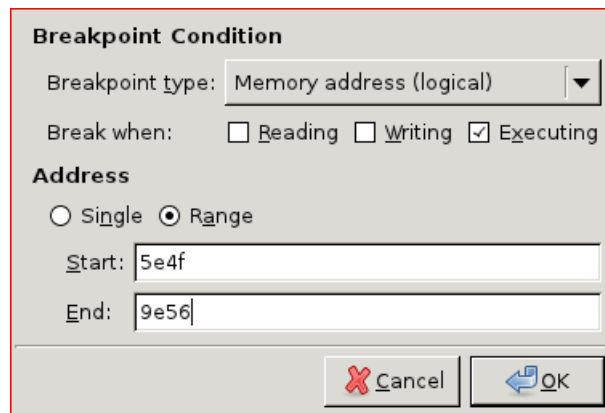 Breakpoint Condition
Breakpoint type: Memory address (logical)
Break when: Reading Writing Executing
Address
Single Range
Start: 5e4f
End: 9e56
Cancel OK